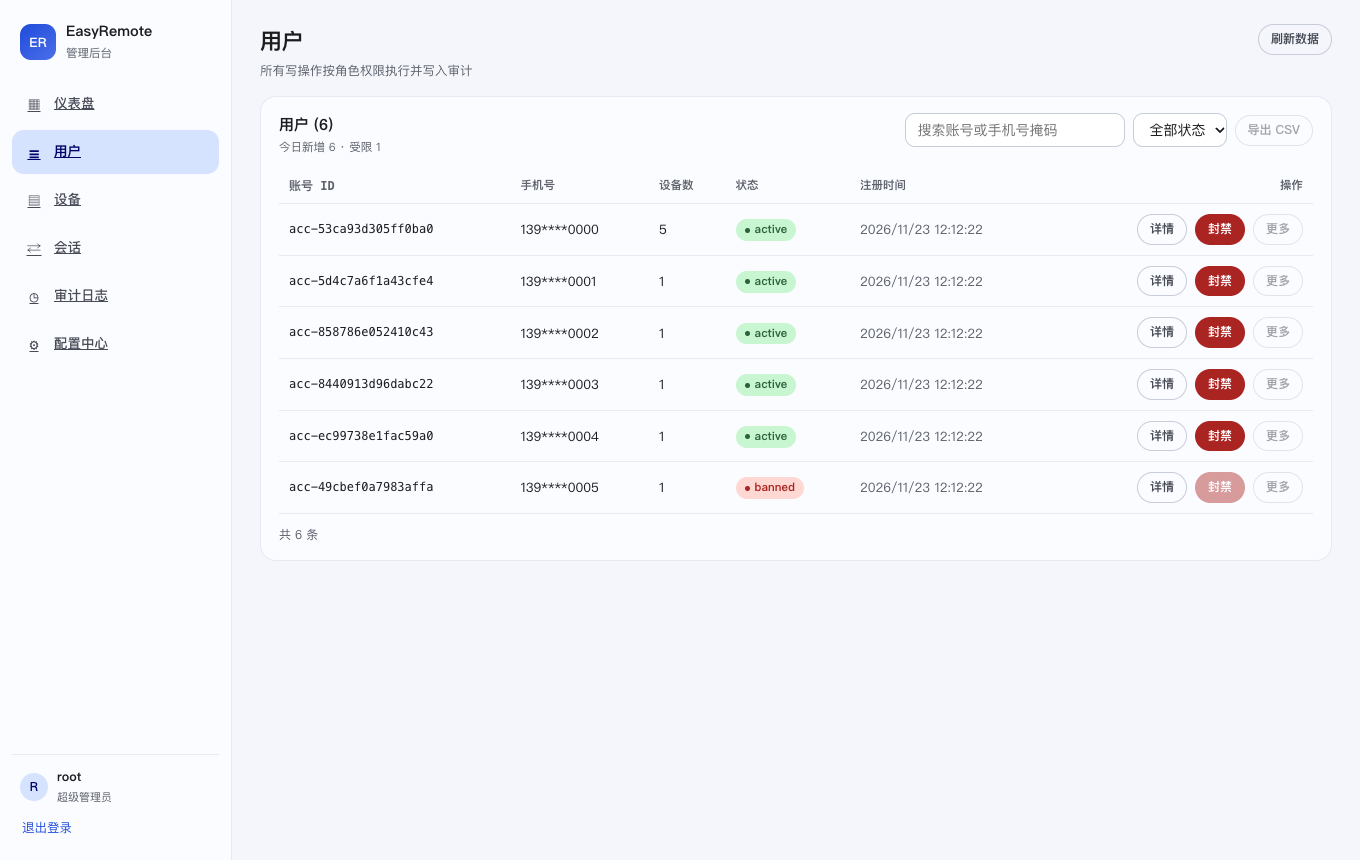 ER
EasyRemote
管理后台
仪表盘
用户
设备
会话
审计日志
配置中心
R
root
超级管理员
退出登录
用户
所有写操作按角色权限执行并写入审计
刷新数据
用户 (6)
今日新增 6 · 受限 1
搜索账号或手机号掩码
全部状态
导出 CSV
账号 ID 手机号 设备数 状态 注册时间 操作
acc-53ca93d305ff0ba0 139****0000 5 active 2026/11/23 12:12:22 详情 封禁 更多
acc-5d4c7a6f1a43cfe4 139****0001 1 active 2026/11/23 12:12:22 详情 封禁 更多
acc-858786e052410c43 139****0002 1 active 2026/11/23 12:12:22 详情 封禁 更多
acc-8440913d96dabc22 139****0003 1 active 2026/11/23 12:12:22 详情 封禁 更多
acc-ec99738e1fac59a0 139****0004 1 active 2026/11/23 12:12:22 详情 封禁 更多
acc-49cbef0a7983affa 139****0005 1 banned 2026/11/23 12:12:22 详情 封禁 更多
共 6 条